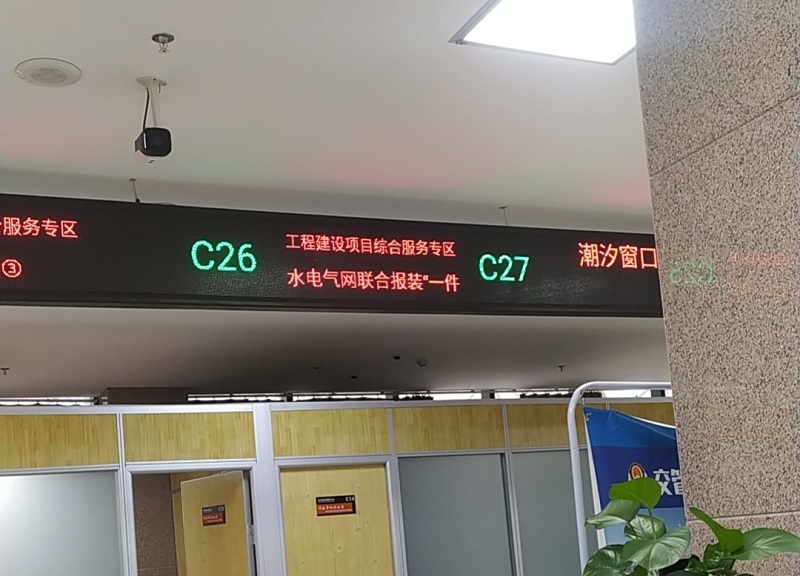 服务专区
③
C26
工程建设项目综合服务专区
水电气网联合报装“一件
C27
潮汐窗口
交管
C14